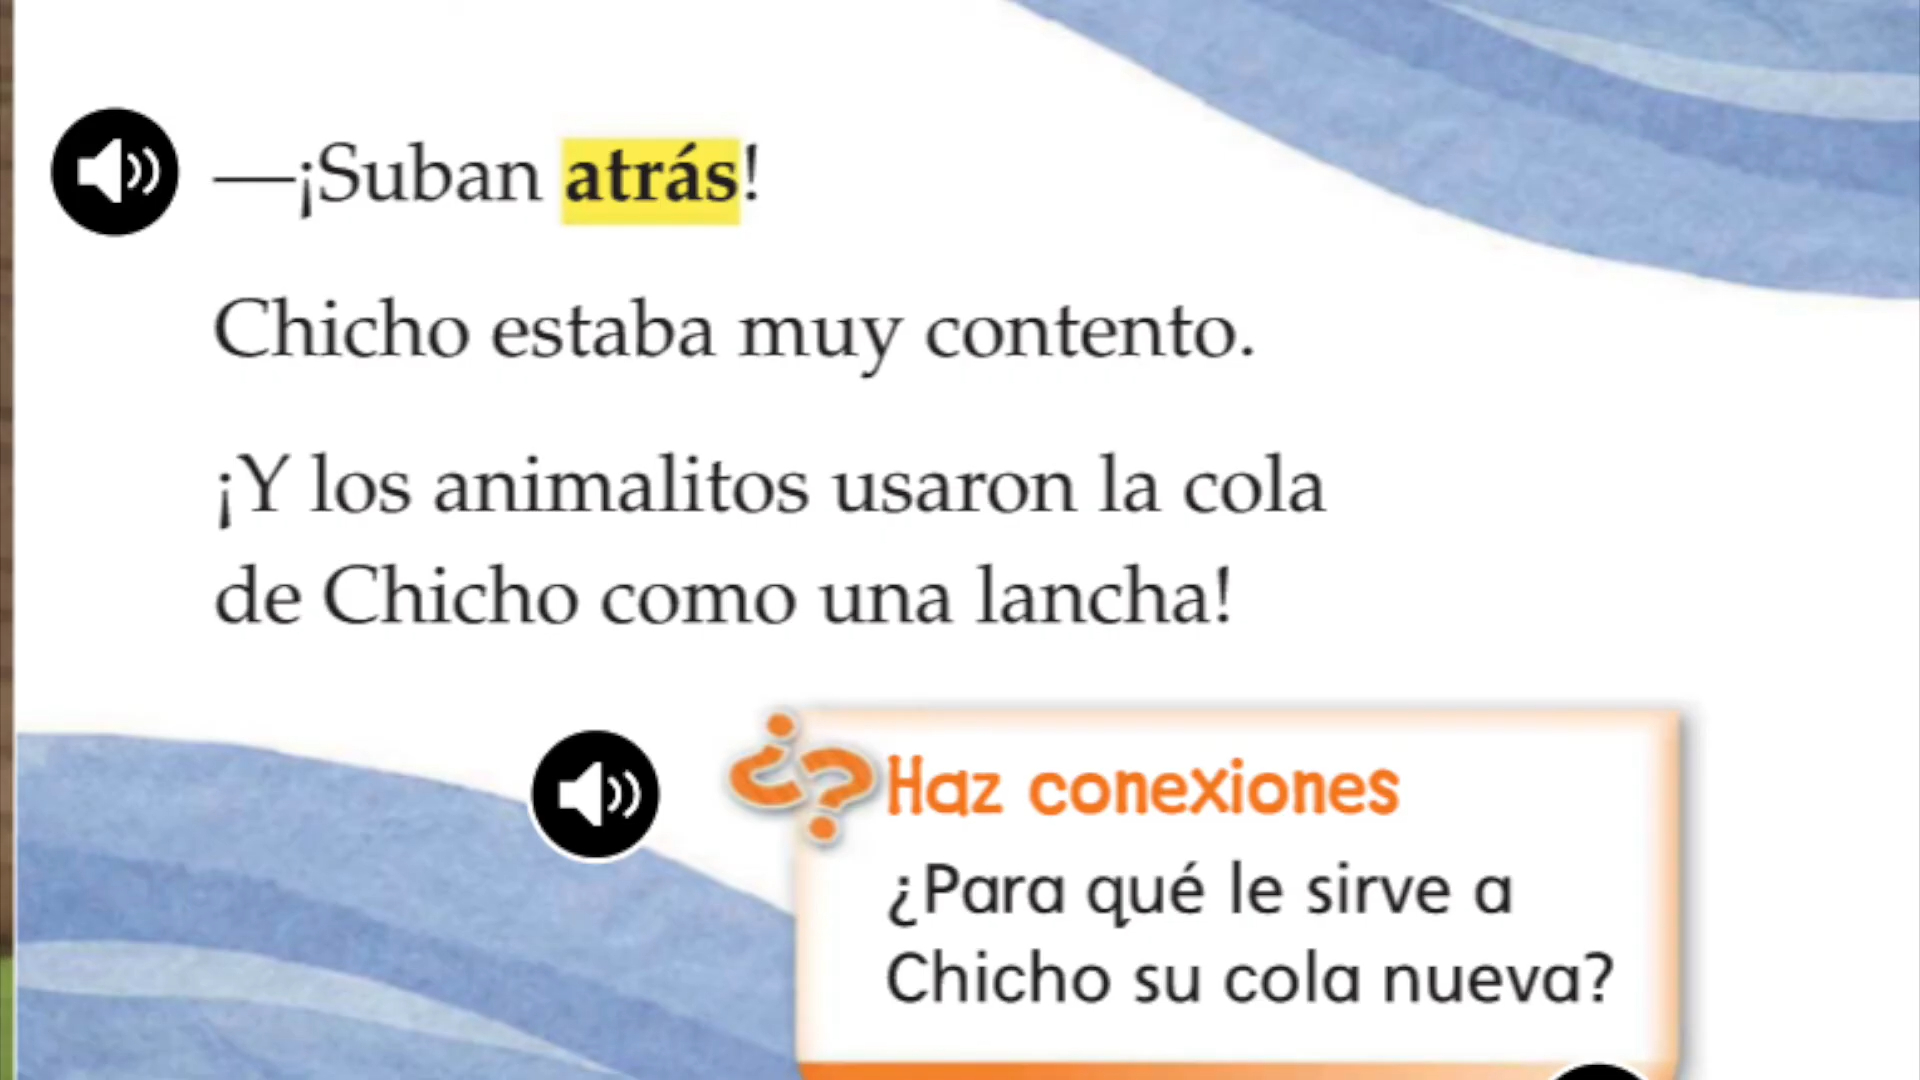 —¡Suban atrás!
Chicho estaba muy contento.
¡Y los animalitos usaron la cola
de Chicho como una lancha!
Haz conexiones
¿Para qué le sirve a
Chicho su cola nueva?